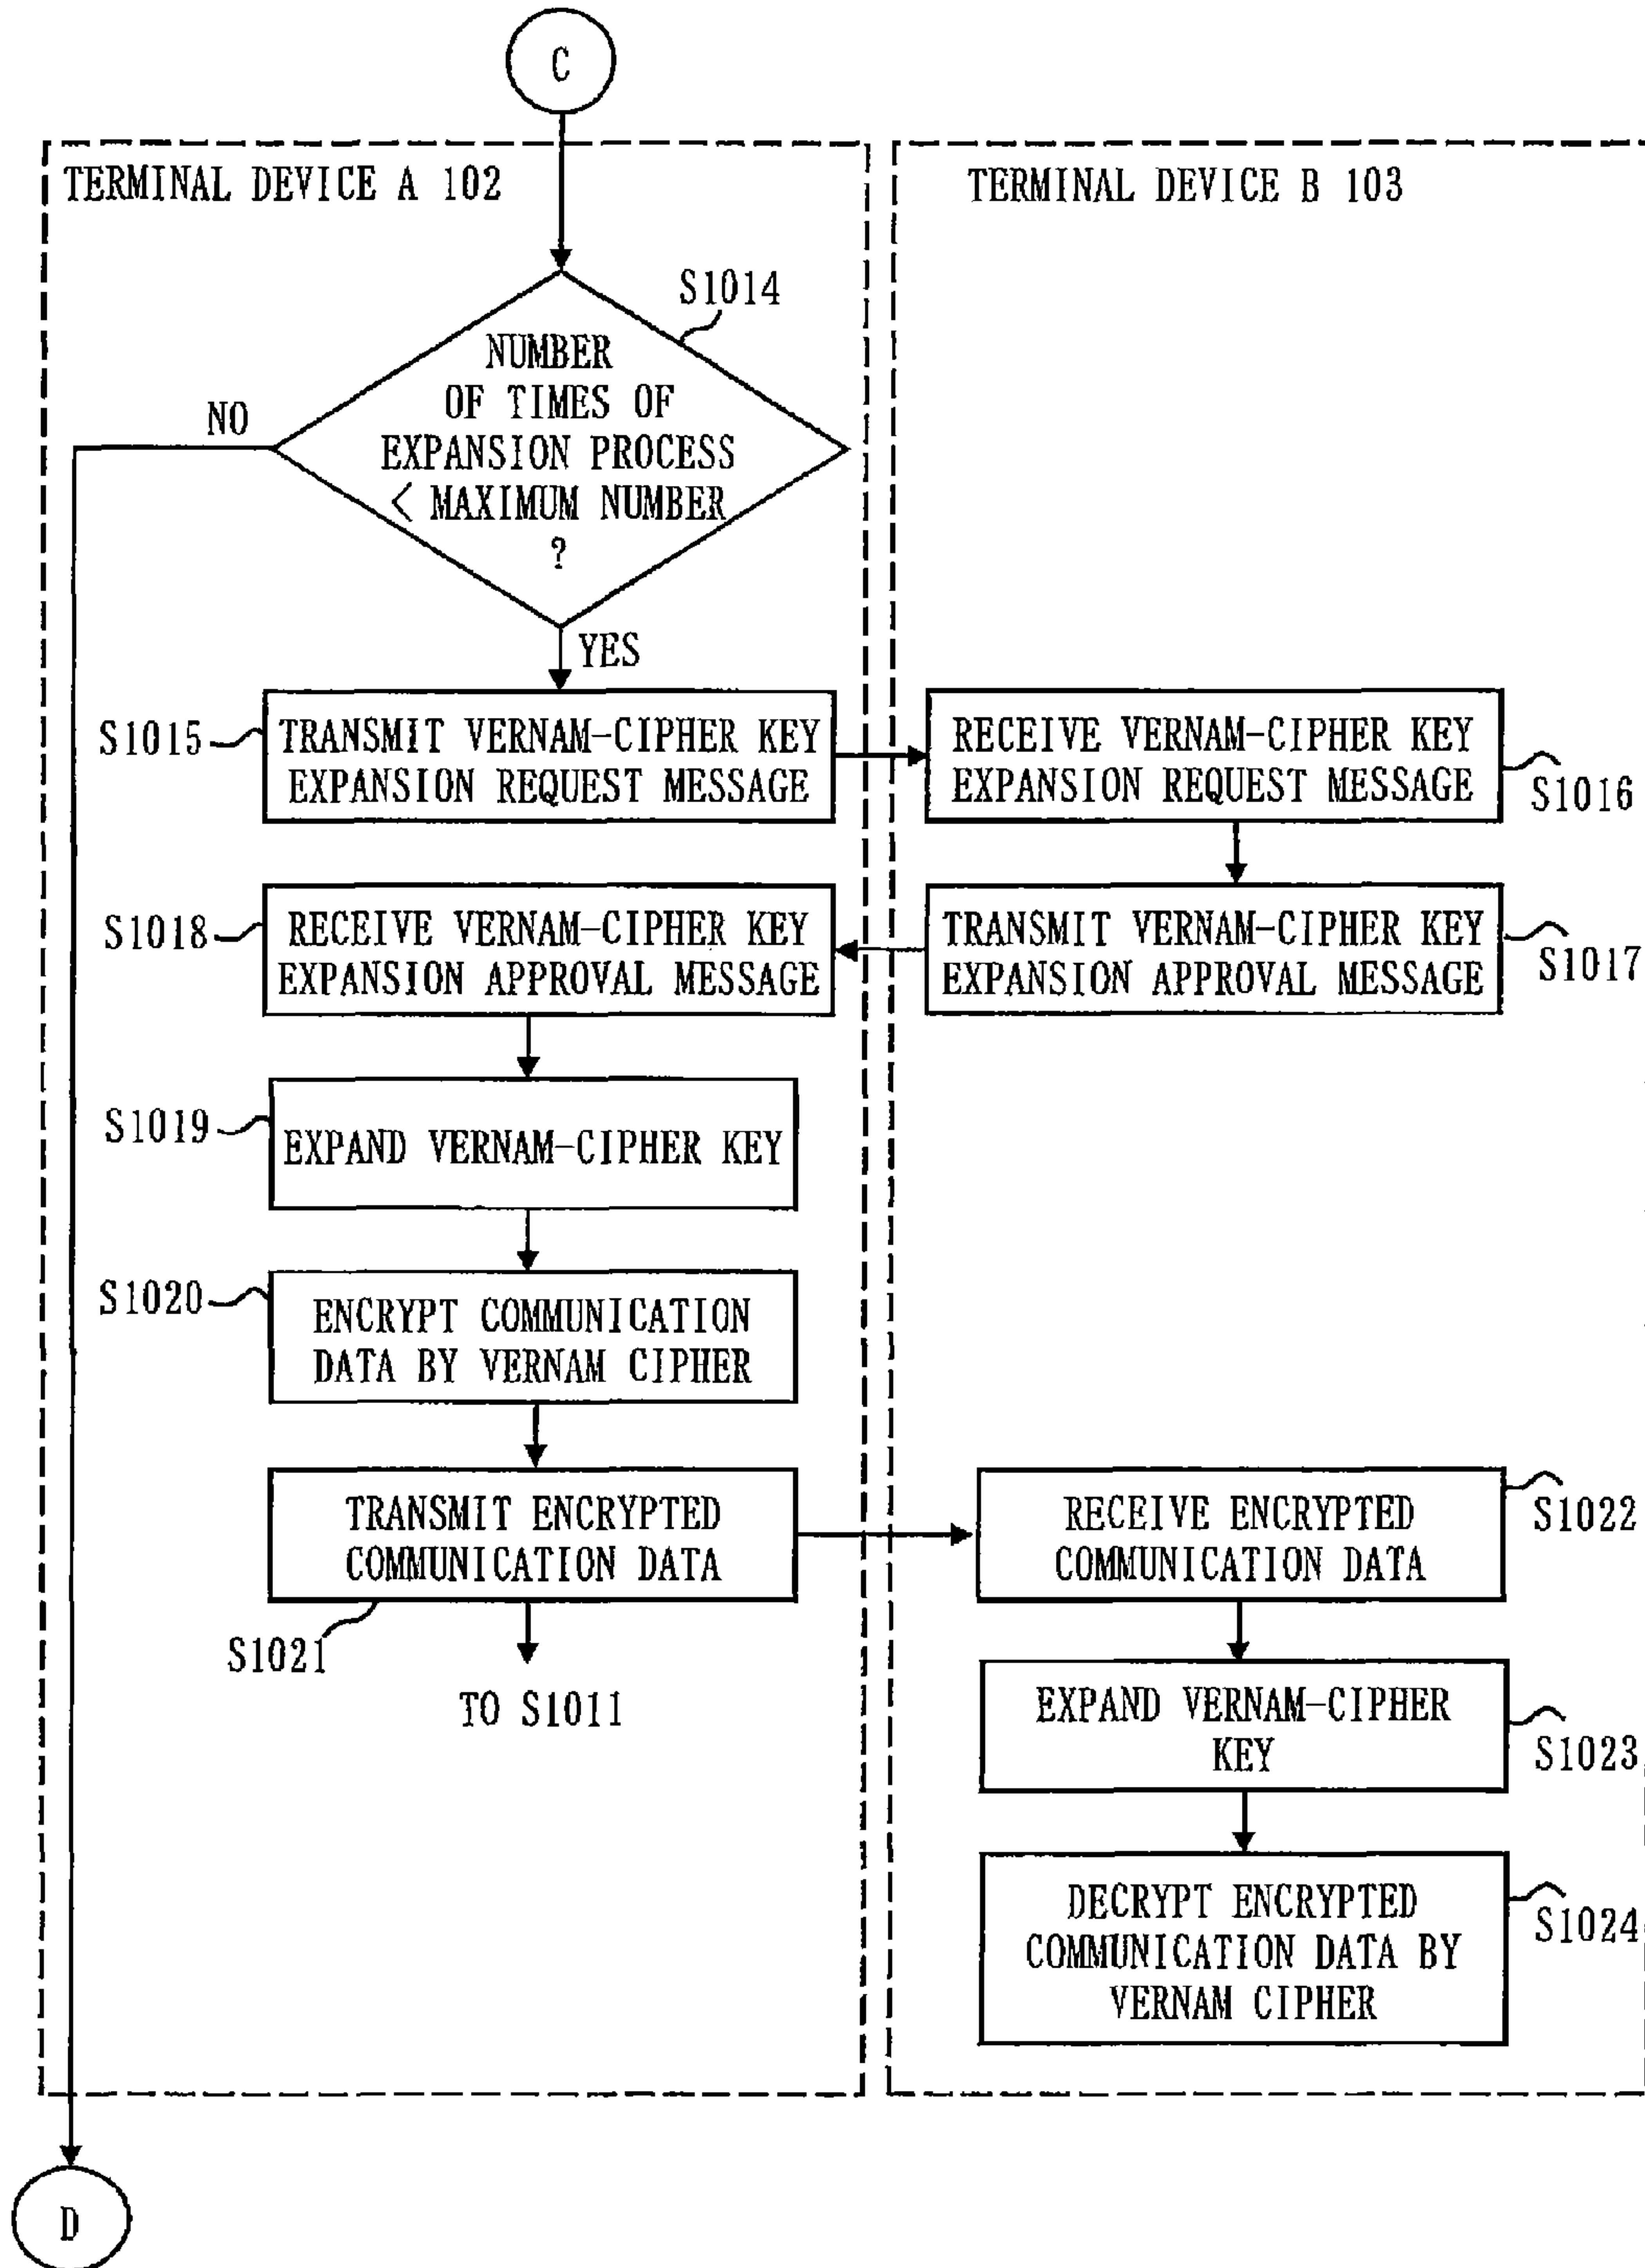 C
TERMINAL DEVICE A 102
TERMINAL DEVICE B 103
S1014
NUMBER
OF TIMES OF
EXPANSION PROCESS
< MAXIMUM NUMBER
?
NO
YES
S1015
TRANSMIT VERNAM-CIPHER KEY
EXPANSION REQUEST MESSAGE
RECEIVE VERNAM-CIPHER KEY
EXPANSION REQUEST MESSAGE
S1016
S1018
RECEIVE VERNAM-CIPHER KEY
EXPANSION APPROVAL MESSAGE
TRANSMIT VERNAM-CIPHER KEY
EXPANSION APPROVAL MESSAGE
S1017
S1019
EXPAND VERNAM-CIPHER KEY
S1020
ENCRYPT COMMUNICATION
DATA BY VERNAM CIPHER
TRANSMIT ENCRYPTED
COMMUNICATION DATA
S1021
TO S1011
RECEIVE ENCRYPTED
COMMUNICATION DATA
S1022
EXPAND VERNAM-CIPHER
KEY
S1023
DECRYPT ENCRYPTED
COMMUNICATION DATA BY
VERNAM CIPHER
S1024
D